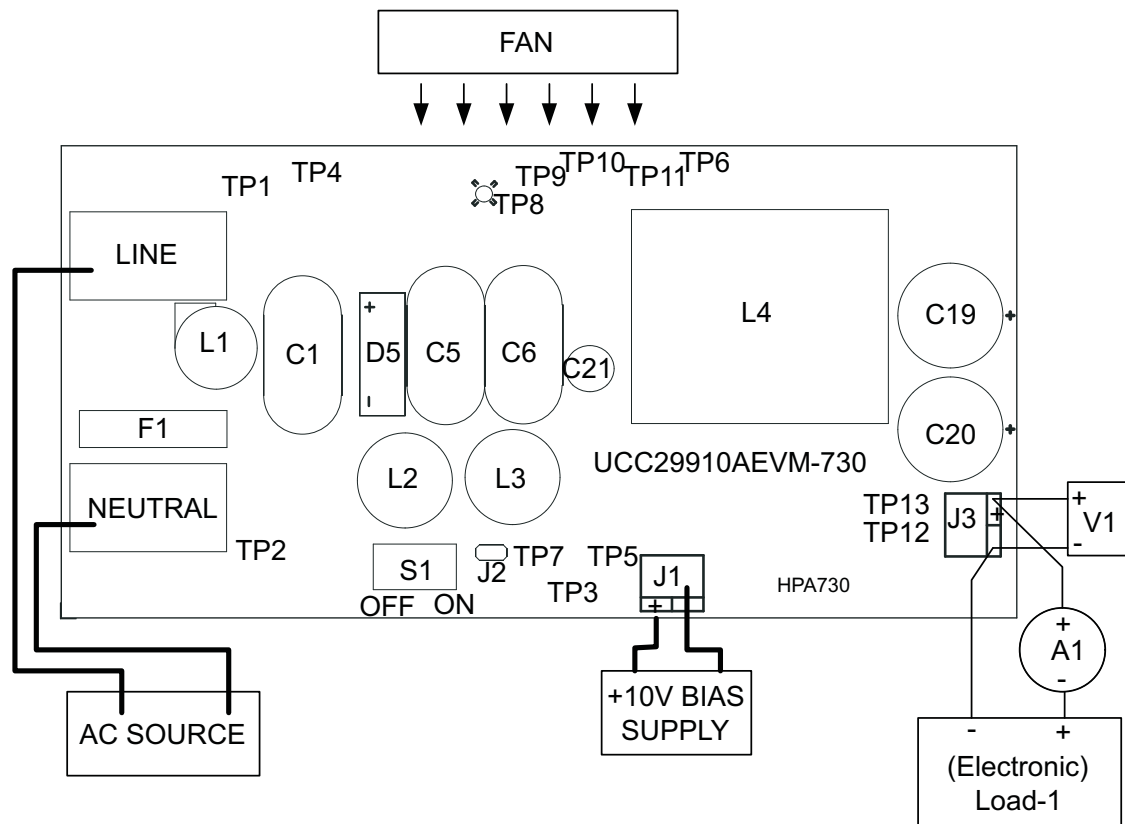 FAN
TP10
TP6
TP4
TP9
TP11
TP1
TP8
LINE
L4
C19
L1
C1
+
D5
-
C5
C6
C21
F1
C20
UCC29910AEVM-730
L2
L3
NEUTRAL
TP13
TP12
J3
+
+
V1
-
TP2
S1
J2
TP7
TP5
J1
+
OFF
ON
TP3
HPA730
+
A1
-
AC SOURCE
+10V BIAS
SUPPLY
-
+
(Electronic)
Load-1